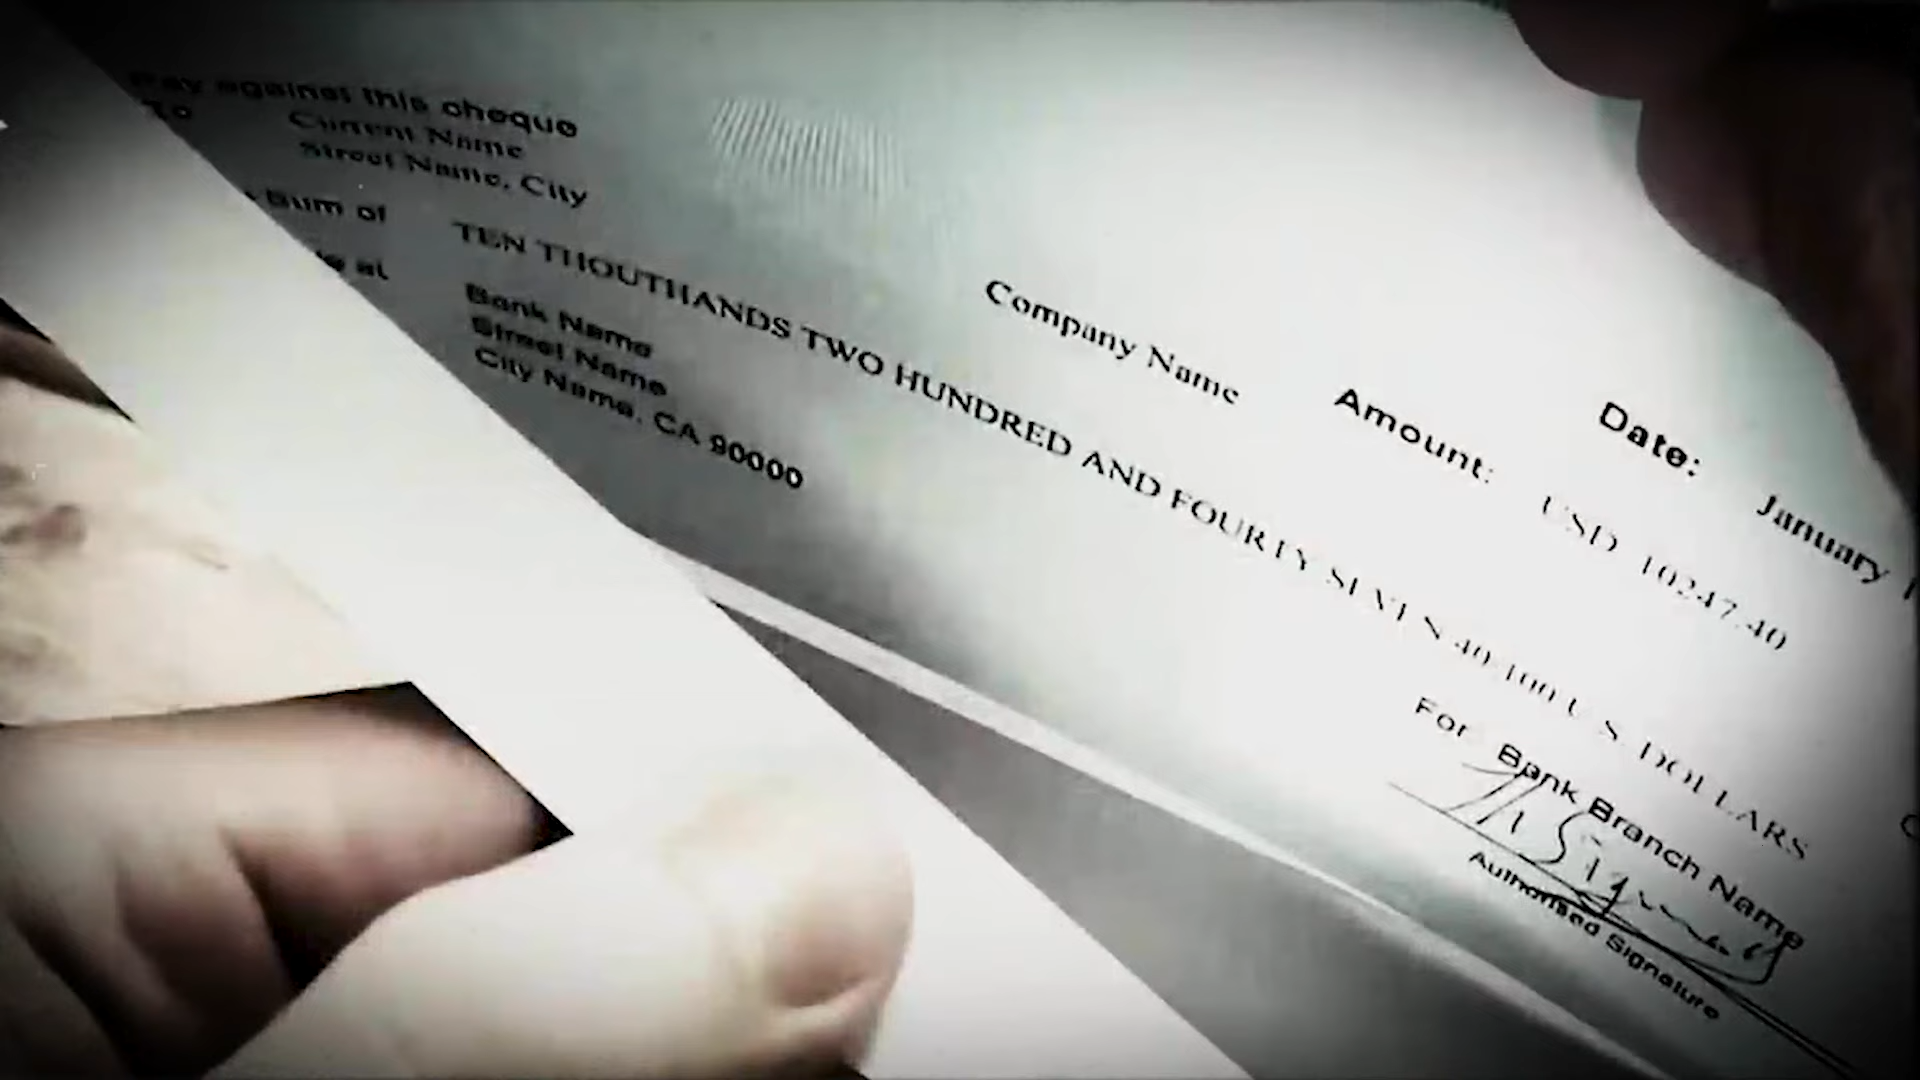 Pay against this cheque
To
Current Name
Street Name, City
Sum of
TEN THOUTHANDS TWO HUNDRED AND FOURTY SEVEN 40 100 U.S. DOLLARS
at
Bank Name
Street Name
City Name, CA 90000
Company Name
Amount: USD 10247.40
Date: January
For Bank Branch Name
Authorised Signature